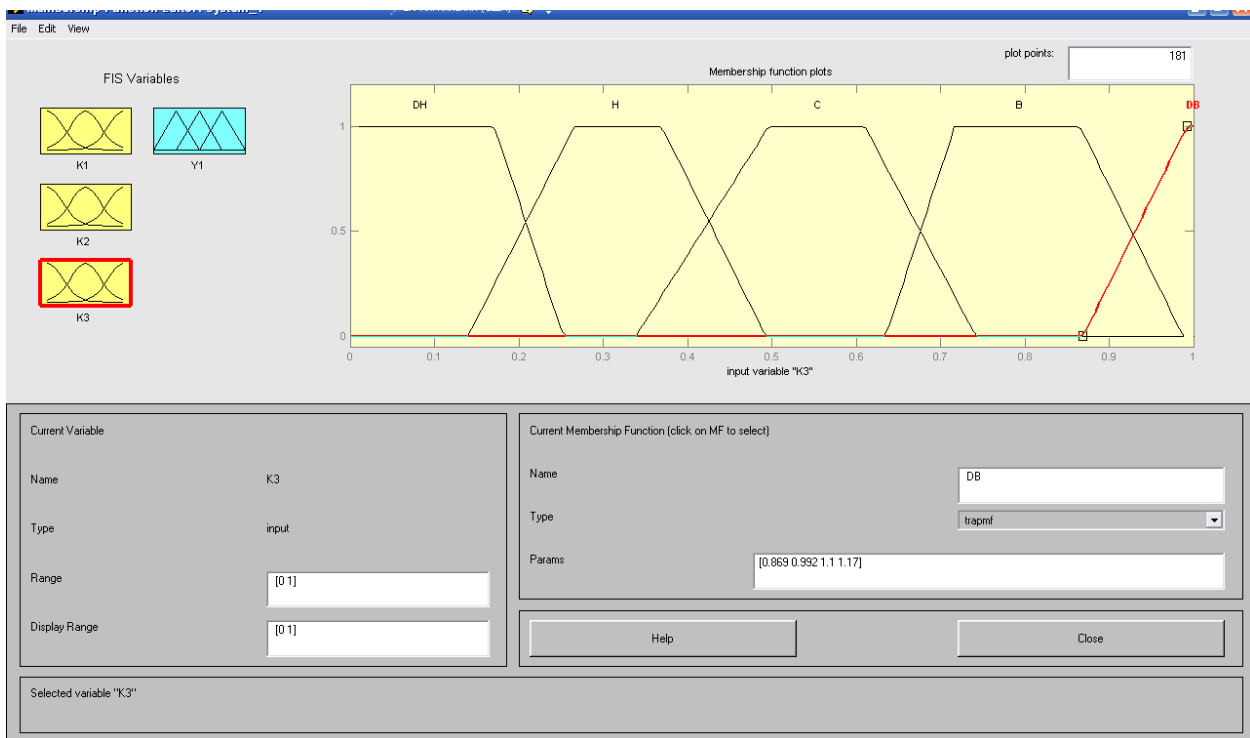 File Edit View
FIS Variables
K1
Y1
K2
K3
plot points:
181
Membership function plots
DH H C B DB
1
0.5
0
0 0.1 0.2 0.3 0.4 0.5 0.6 0.7 0.8 0.9 1
input variable "K3"
Current Variable
Name K3
Type input
Range [0 1]
Display Range [0 1]
Current Membership Function (click on MF to select)
Name DB
Type trapmf
Params [0.869 0.992 1.1 1.17]
Help Close
Selected variable "K3"